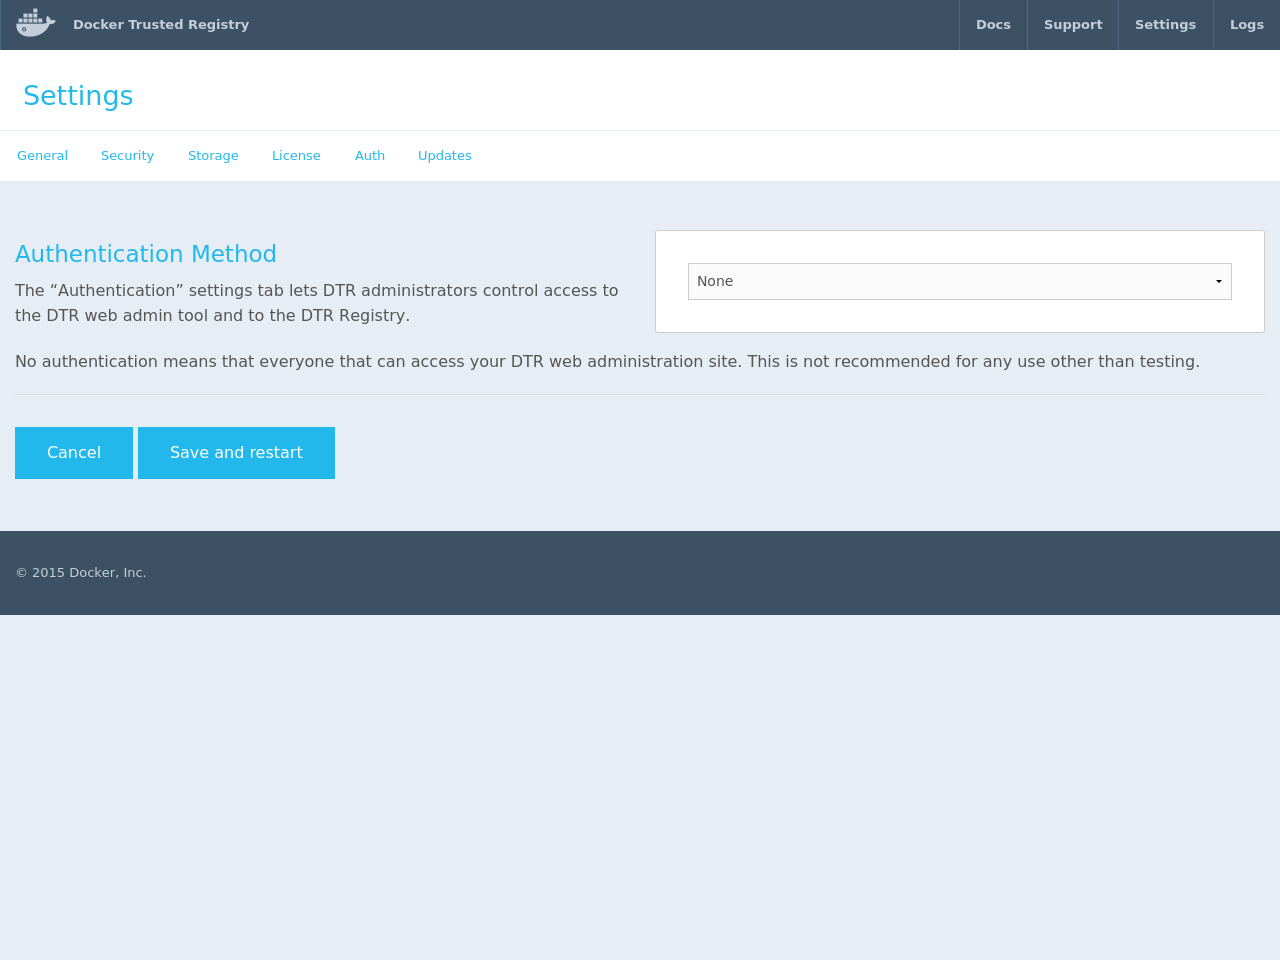 Docker Trusted Registry
Docs
Support
Settings
Logs
Settings
General
Security
Storage
License
Auth
Updates
Authentication Method
The “Authentication” settings tab lets DTR administrators control access to
the DTR web admin tool and to the DTR Registry.
None
No authentication means that everyone that can access your DTR web administration site. This is not recommended for any use other than testing.
Cancel
Save and restart
© 2015 Docker, Inc.